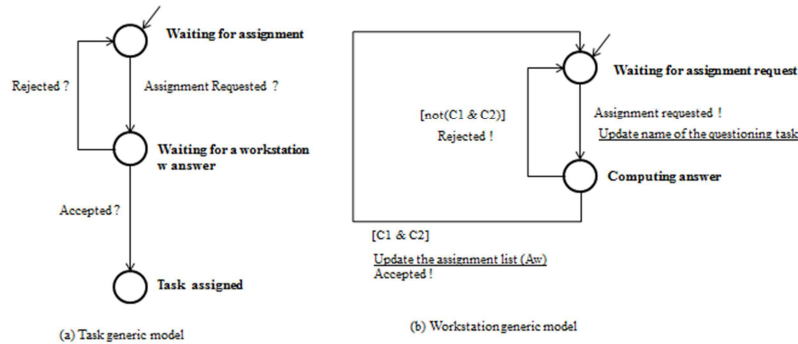 Waiting for assignment
Rejected ?
Assignment Requested ?
Waiting for a workstation
w answer
Accepted ?
Task assigned
(a) Task generic model
Waiting for assignment request
[not(C1 & C2)]
Rejected !
Assignment requested !
Update name of the questioning task
Computing answer
[C1 & C2]
Update the assignment list (Aw)
Accepted !
(b) Workstation generic model